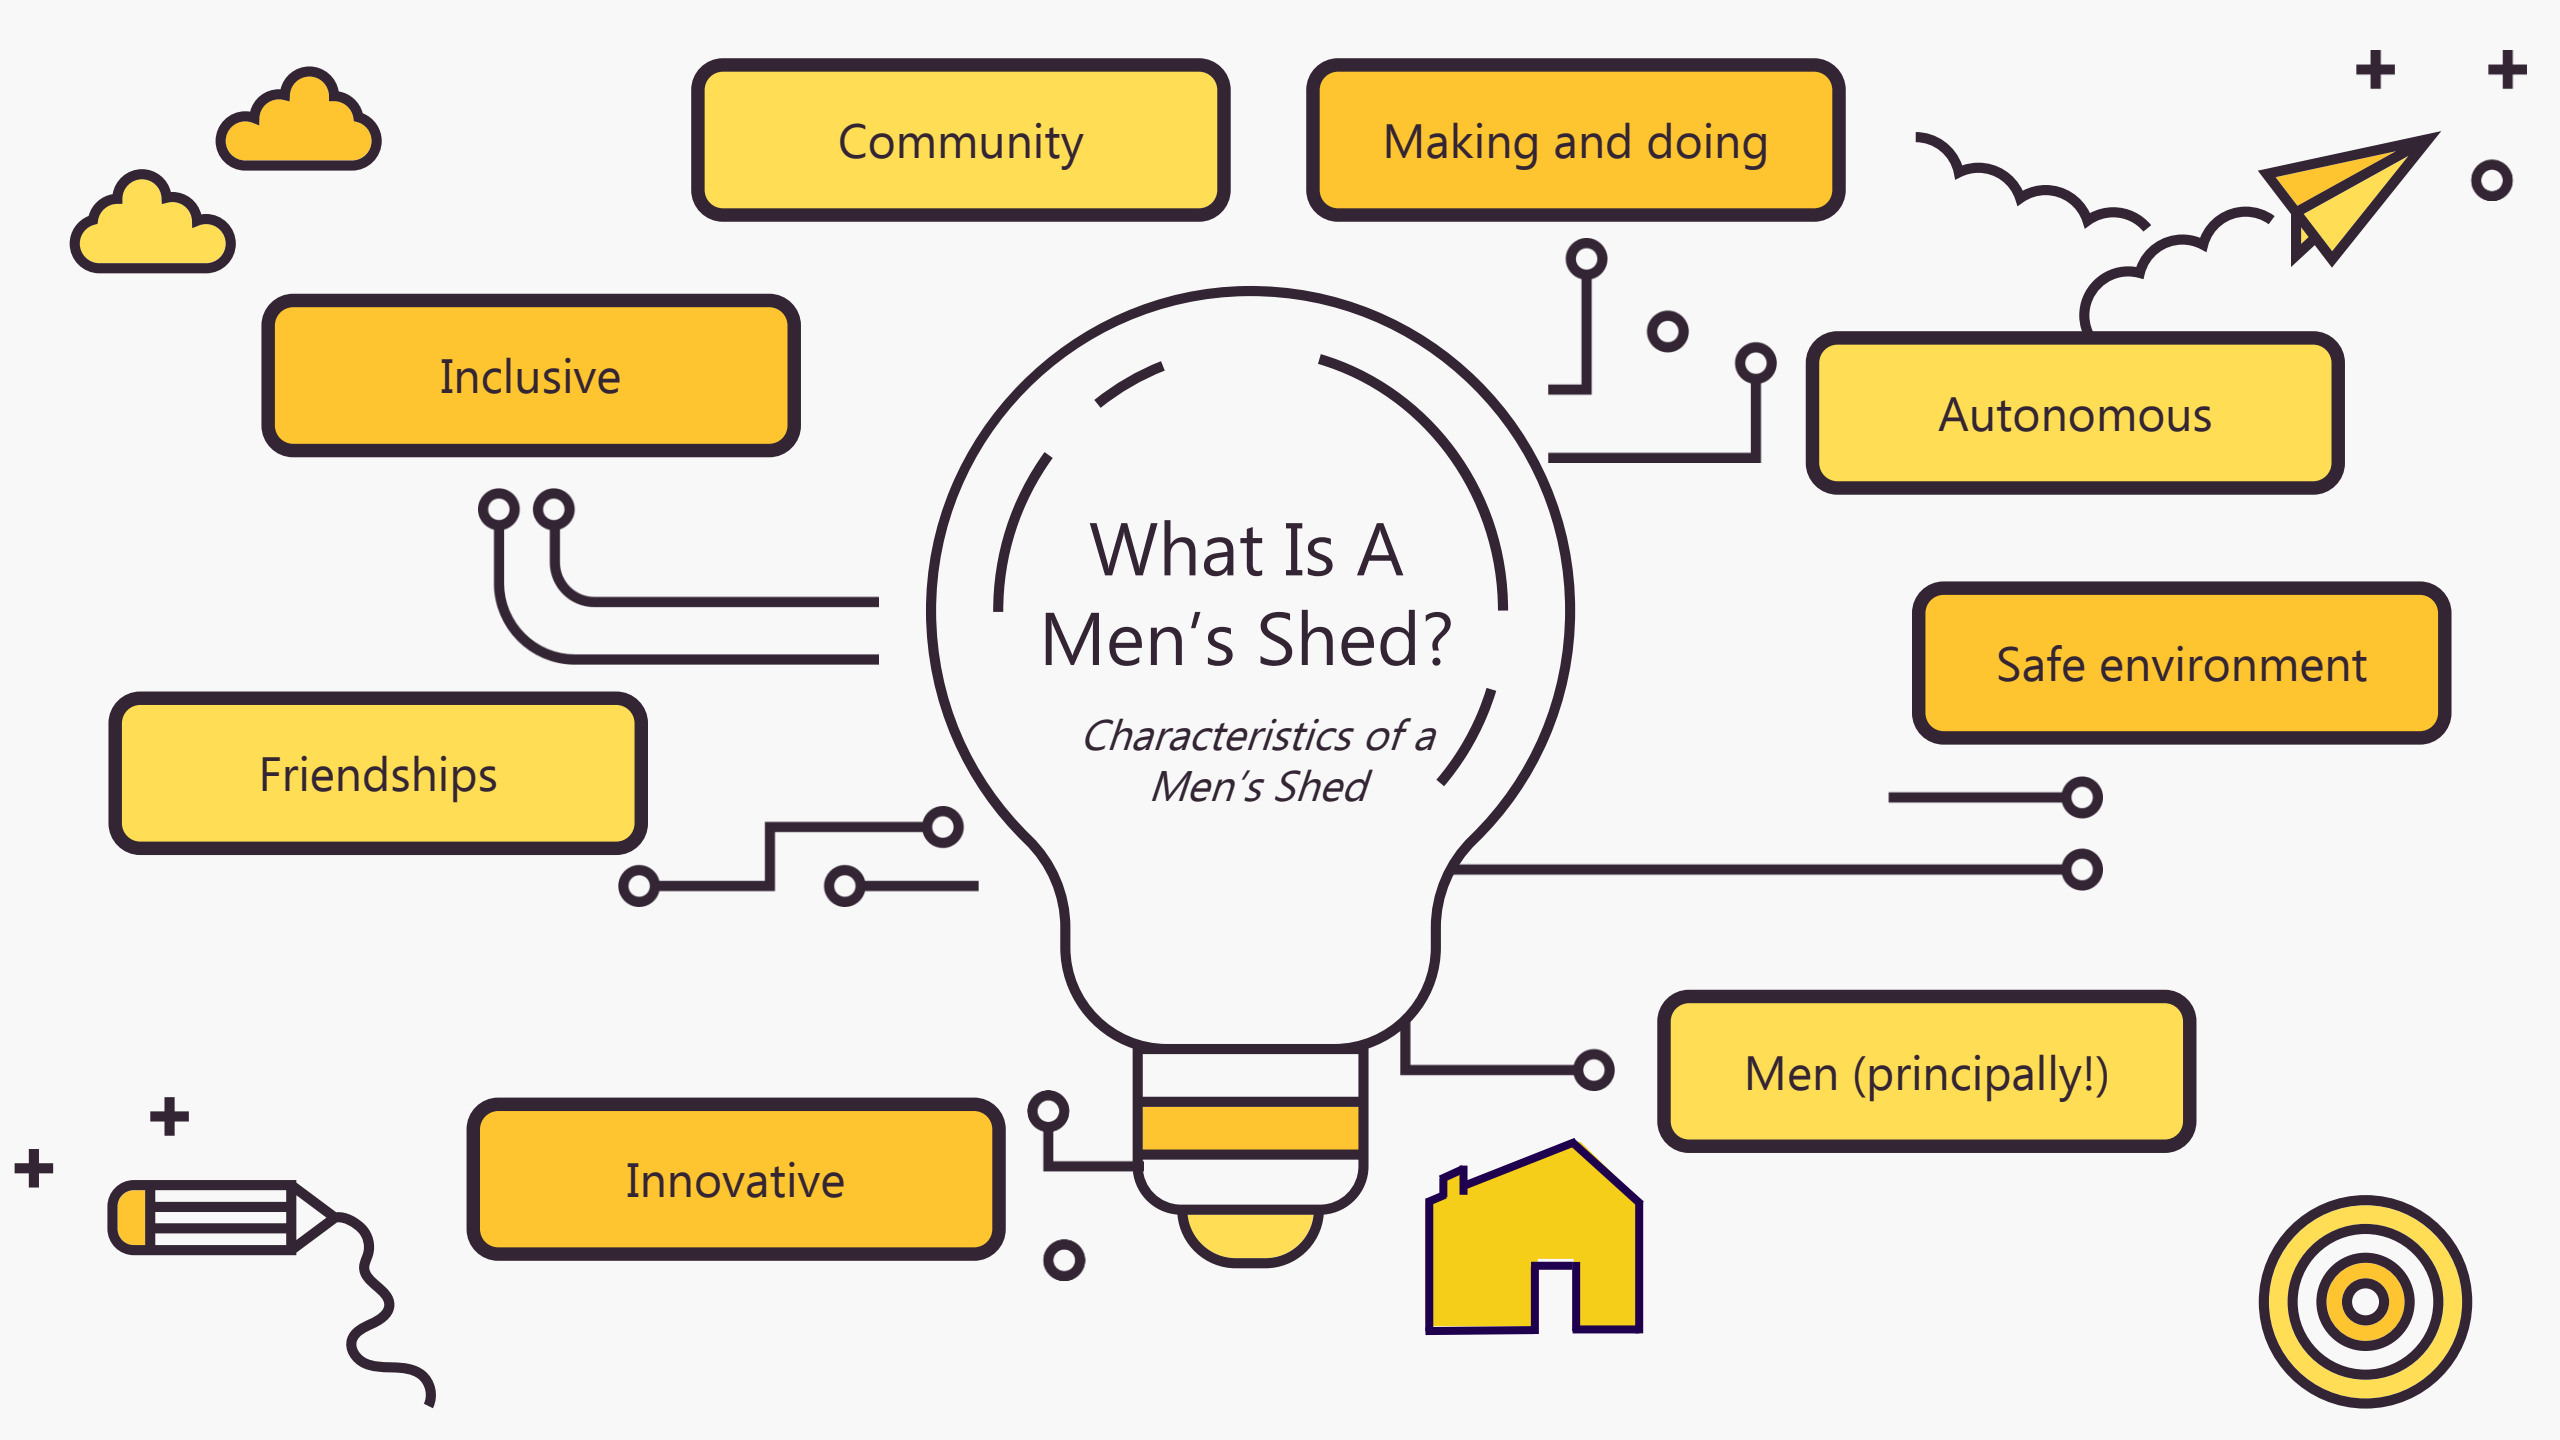 Community
Making and doing
Inclusive
Autonomous
What Is A
Men’s Shed?
Characteristics of a
Men’s Shed
Safe environment
Friendships
Men (principally!)
Innovative